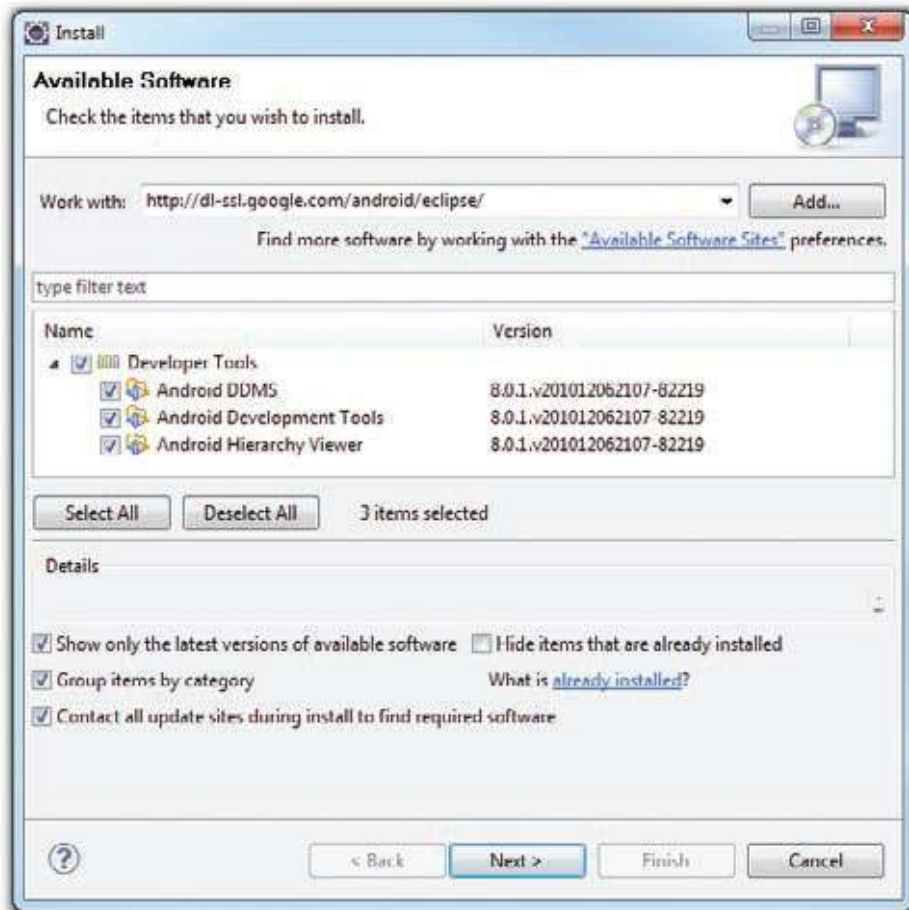 Install
Available Software
Check the items that you wish to install.
Work with: http://dl-ssl.google.com/android/eclipse/ Add...
Find more software by working with the "Available Software Sites" preferences.
type filter text
Name Version
Developer Tools
Android DDMS 8.0.1.v201012062107-82219
Android Development Tools 8.0.1.v201012062107-82219
Android Hierarchy Viewer 8.0.1.v201012062107-82219
Select All Deselect All 3 items selected
Details
Show only the latest versions of available software Hide items that are already installed
Group items by category What is already installed?
Contact all update sites during install to find required software
? < Back Next > Finish Cancel